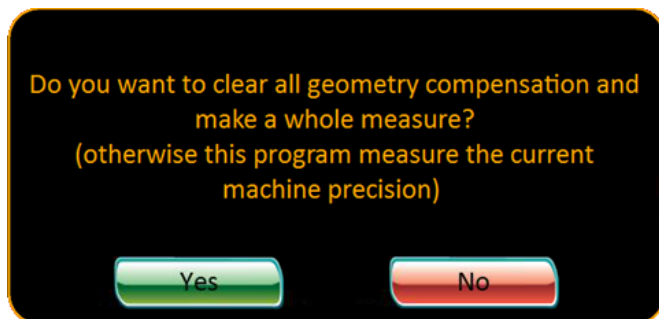 Do you want to clear all geometry compensation and
make a whole measure?
(otherwise this program measure the current
machine precision)
Yes
No